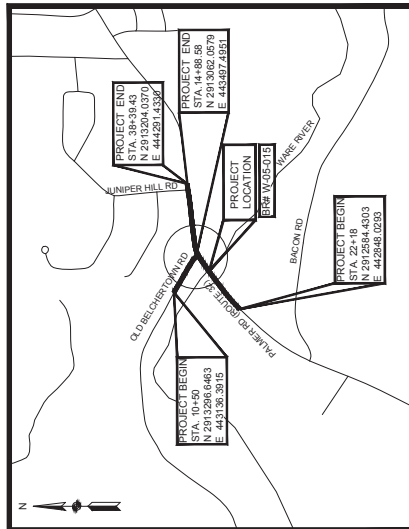 PROJECT END
STA. 38+39.43
N 2913204.0370
E 444291.4330
PROJECT END
STA. 14+88.58
N 2913062.0579
E 443497.4951
JUNIPER HILL RD
PROJECT
LOCATION
BR# W-05-015
WARE RIVER
BACON RD
OLD BELCHERTOWN RD
PALMER RD (ROUTE 32)
PROJECT BEGIN
STA. 22+18
N 2912584.4303
E 442848.0293
PROJECT BEGIN
STA. 10+50
N 2913296.6463
E 443136.3915
N